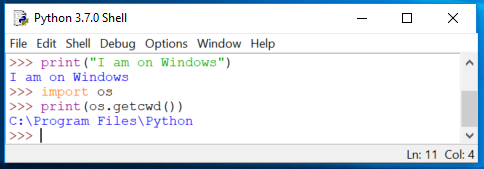 Python 3.7.0 Shell
File Edit Shell Debug Options Window Help
>>> print("I am on Windows")
I am on Windows
>>> import os
>>> print(os.getcwd())
C:\Program Files\Python
>>>
Ln: 11 Col: 4